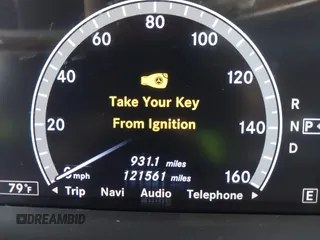 80
60 100
40 120
20 140
0 160
mph
Take Your Key
From Ignition
931.1 miles
121561 miles
R
N P
D
79°F
Trip Navi Audio Telephone
E
DREAMBID